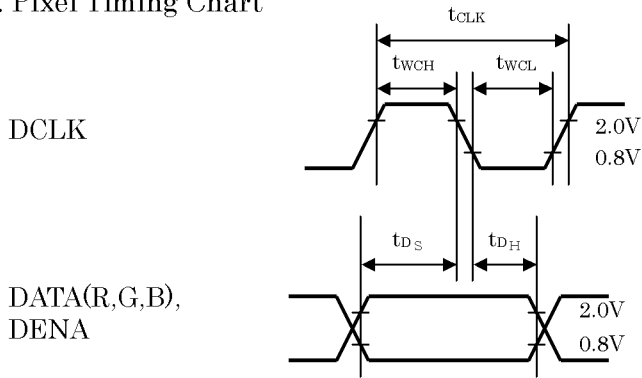 . Pixel Timing Chart
tCLK
tWCH
tWCL
DCLK
2.0V
0.8V
tDS
tDH
DATA(R,G,B),
DENA
2.0V
0.8V